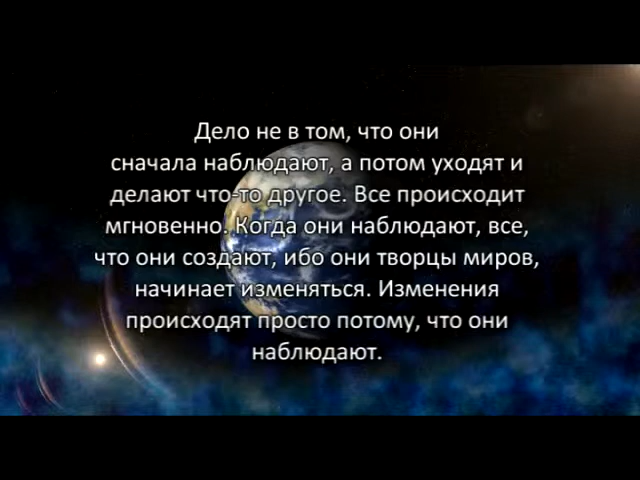 Дело не в том, что они
сначала наблюдают, а потом уходят и
делают что-то другое. Все происходит
мгновенно. Когда они наблюдают, все,
что они создают, ибо они творцы миров,
начинает изменяться. Изменения
происходят просто потому, что они
наблюдают.